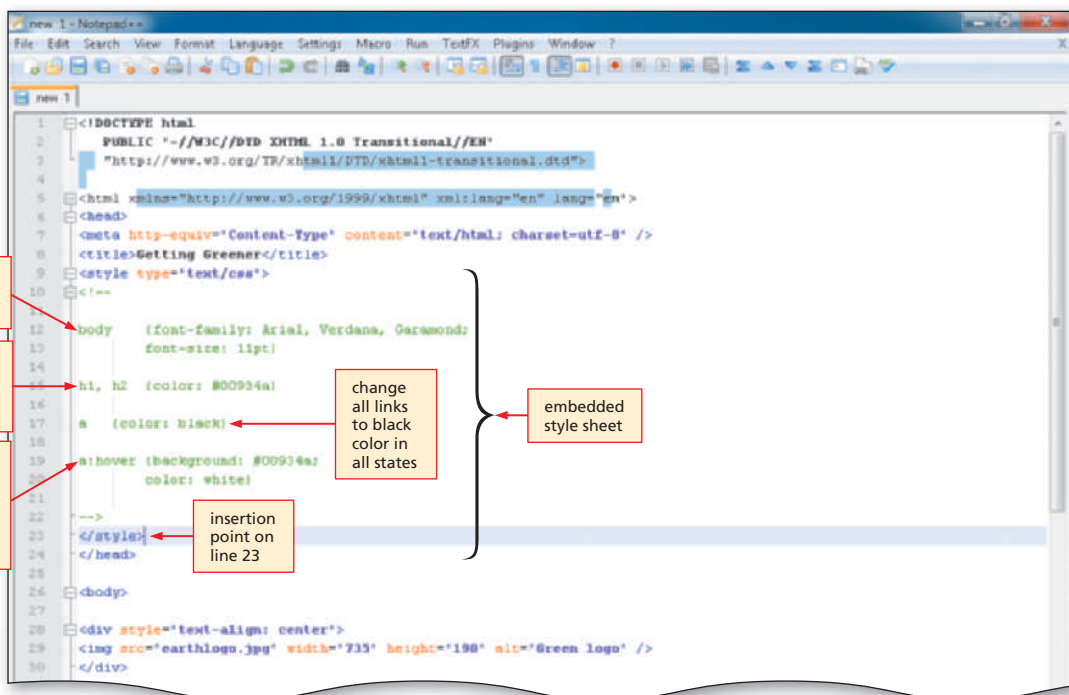 new 1 - Notepad++
File Edit Search View Format Language Settings Macro Run TextFX Plugins Window ?
X
new 1
1 <!DOCTYPE html
2 PUBLIC "-//W3C//DTD XHTML 1.0 Transitional//EN"
3 "http://www.w3.org/TR/xhtml1/DTD/xhtml1-transitional.dtd">
4
5 <html xmlns="http://www.w3.org/1999/xhtml" xml:lang="en" lang="en">
6 <head>
7 <meta http-equiv="Content-Type" content="text/html; charset=utf-8" />
8 <title>Getting Greener</title>
9 <style type="text/css">
10 <!--
11
12 body {font-family: Arial, Verdana, Garamond;
13 font-size: 11pt}
14
15 h1, h2 {color: #00934a}
16
17 a {color: black}
18
19 a:hover {background: #00934a;
20 color: white}
21
22 -->
23 </style>
24 </head>
25
26 <body>
27
28 <div style="text-align: center">
29 <img src="earthlogo.jpg" width="735" height="190" alt="Green logo" />
30 </div>
change
all links
to black
color in
all states
embedded
style sheet
insertion
point on
line 23